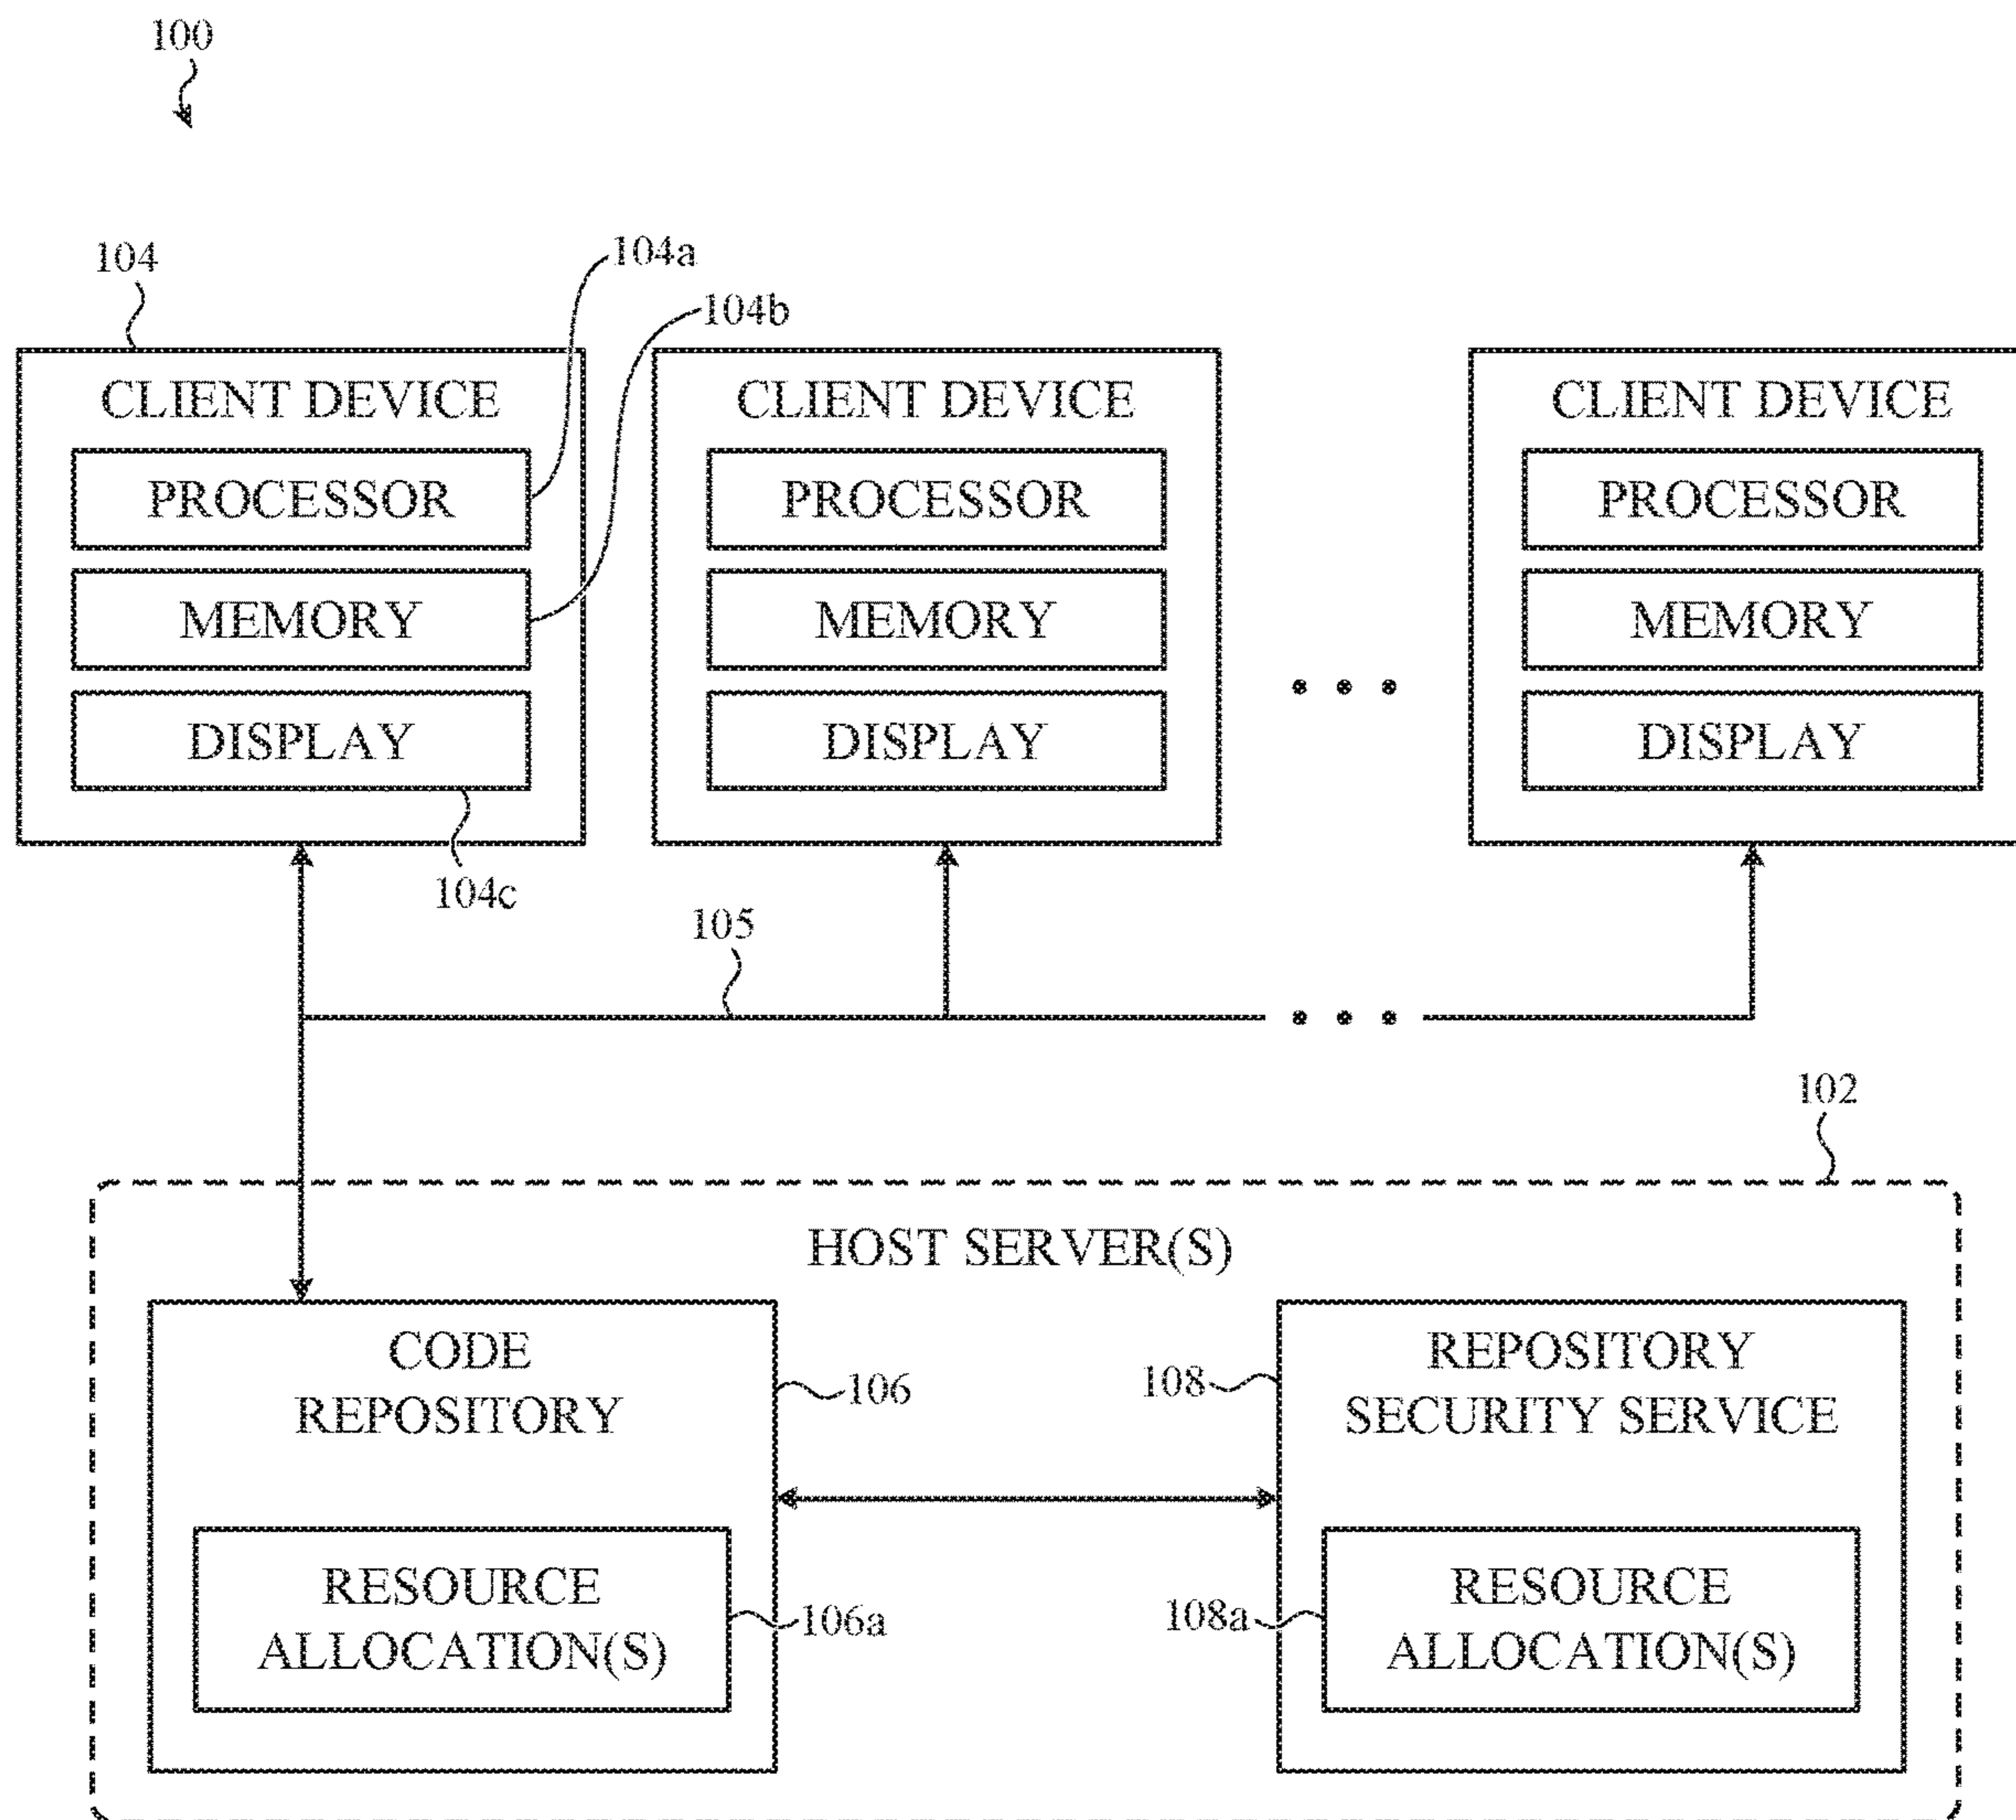 100
104
104a
104b
CLIENT DEVICE
PROCESSOR
MEMORY
DISPLAY
104c
CLIENT DEVICE
PROCESSOR
MEMORY
DISPLAY
• • •
CLIENT DEVICE
PROCESSOR
MEMORY
DISPLAY
105
• • •
102
HOST SERVER(S)
CODE
REPOSITORY
106
RESOURCE
ALLOCATION(S)
106a
REPOSITORY
SECURITY SERVICE
108
RESOURCE
ALLOCATION(S)
108a